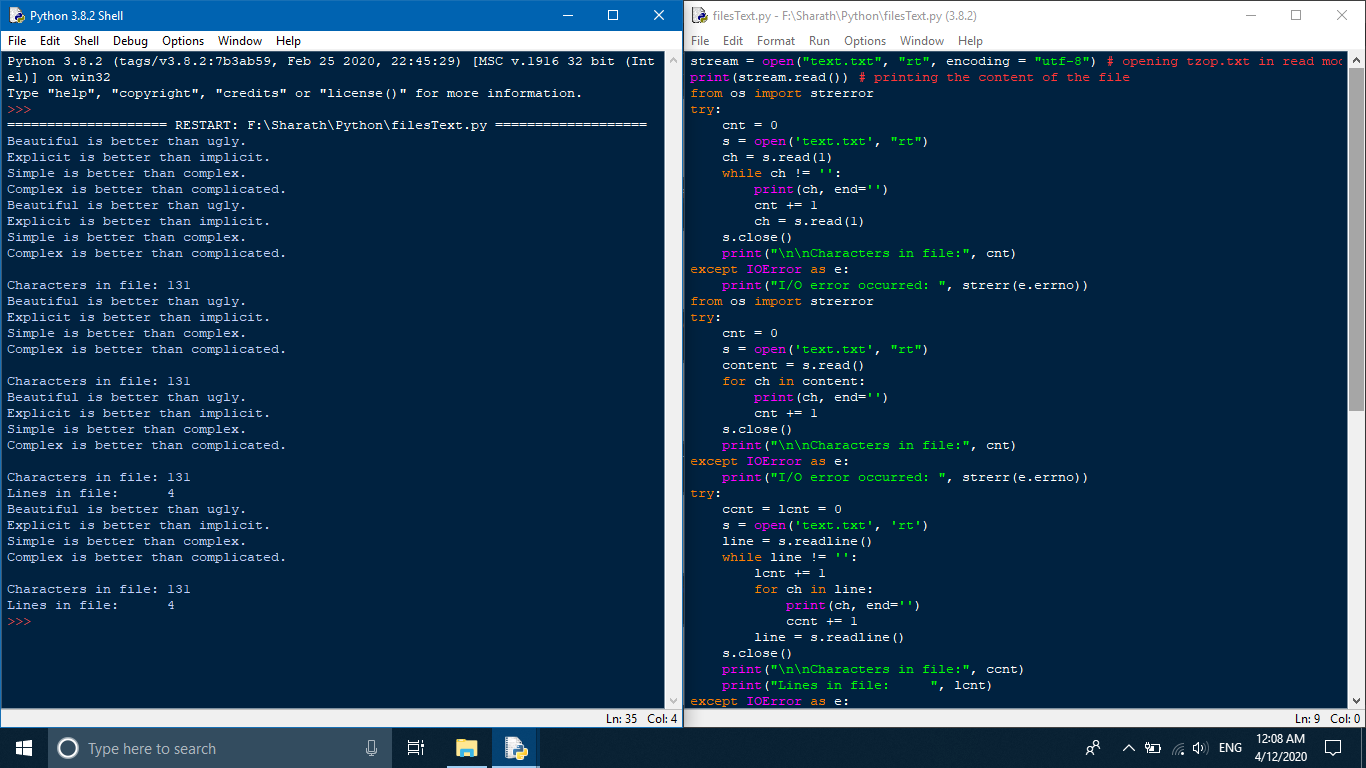 Python 3.8.2 Shell
File Edit Shell Debug Options Window Help
Python 3.8.2 (tags/v3.8.2:7b3ab59, Feb 25 2020, 22:45:29) [MSC v.1916 32 bit (Int
el)] on win32
Type "help", "copyright", "credits" or "license()" for more information.
>>>
==================== RESTART: F:\Sharath\Python\filesText.py ===================
Beautiful is better than ugly.
Explicit is better than implicit.
Simple is better than complex.
Complex is better than complicated.
Beautiful is better than ugly.
Explicit is better than implicit.
Simple is better than complex.
Complex is better than complicated.

Characters in file: 131
Beautiful is better than ugly.
Explicit is better than implicit.
Simple is better than complex.
Complex is better than complicated.

Characters in file: 131
Beautiful is better than ugly.
Explicit is better than implicit.
Simple is better than complex.
Complex is better than complicated.

Characters in file: 131
Lines in file:      4
Beautiful is better than ugly.
Explicit is better than implicit.
Simple is better than complex.
Complex is better than complicated.

Characters in file: 131
Lines in file:      4
>>>
Ln: 35 Col: 4
filesText.py - F:\Sharath\Python\filesText.py (3.8.2)
File Edit Format Run Options Window Help
stream = open("text.txt", "rt", encoding = "utf-8") # opening tzop.txt in read moc
print(stream.read()) # printing the content of the file
from os import strerror
try:
    cnt = 0
    s = open('text.txt', "rt")
    ch = s.read(1)
    while ch != '':
        print(ch, end='')
        cnt += 1
        ch = s.read(1)
    s.close()
    print("\n\nCharacters in file:", cnt)
except IOError as e:
    print("I/O error occurred: ", strerr(e.errno))
from os import strerror
try:
    cnt = 0
    s = open('text.txt', "rt")
    content = s.read()
    for ch in content:
        print(ch, end='')
        cnt += 1
    s.close()
    print("\n\nCharacters in file:", cnt)
except IOError as e:
    print("I/O error occurred: ", strerr(e.errno))
try:
    ccnt = lcnt = 0
    s = open('text.txt', 'rt')
    line = s.readline()
    while line != '':
        lcnt += 1
        for ch in line:
            print(ch, end='')
            ccnt += 1
        line = s.readline()
    s.close()
    print("\n\nCharacters in file:", ccnt)
    print("Lines in file:     ", lcnt)
except IOError as e:
Ln: 9 Col: 0
Type here to search
ENG
12:08 AM
4/12/2020